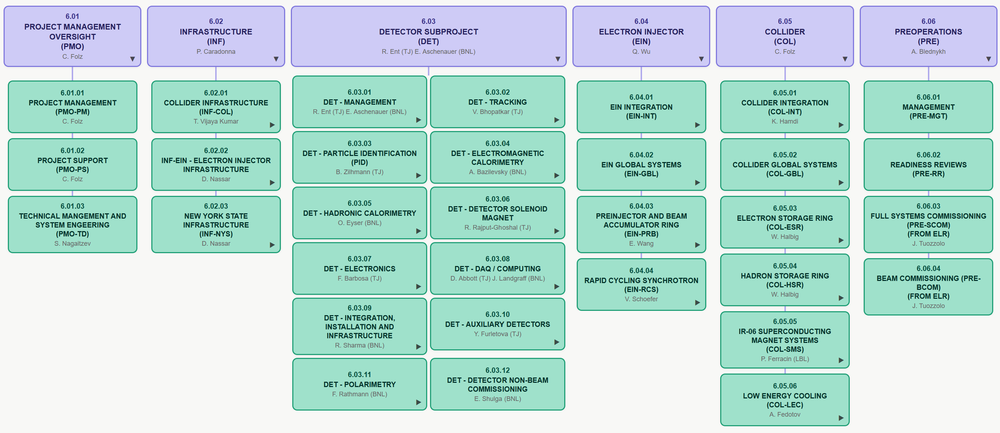 6.01
PROJECT MANAGEMENT
OVERSIGHT
(PMO)
C. Folz
▼
6.02
INFRASTRUCTURE
(INF)
P. Caradonna
▼
6.03
DETECTOR SUBPROJECT
(DET)
R. Ent (TJ) E. Aschenauer (BNL)
▼
6.04
ELECTRON INJECTOR
(EIN)
Q. Wu
▼
6.05
COLLIDER
(COL)
C. Folz
▼
6.06
PREOPERATIONS
(PRE)
A. Blednykh
▼
6.01.01
PROJECT MANAGEMENT
(PMO-PM)
C. Folz
6.01.02
PROJECT SUPPORT
(PMO-PS)
C. Folz
6.01.03
TECHNICAL MANGEMENT AND
SYSTEM ENGEERING
(PMO-TD)
S. Nagaitzev
6.02.01
COLLIDER INFRASTRUCTURE
(INF-COL)
T. Vijaya Kumar
▶
6.02.02
INF-EIN - ELECTRON INJECTOR
INFRASTRUCTURE
D. Nassar
▶
6.02.03
NEW YORK STATE
INFRASTRUCTURE
(INF-NYS)
D. Nassar
▶
6.03.01
DET - MANAGEMENT
R. Ent (TJ) E. Aschenauer (BNL)
▶
6.03.02
DET - TRACKING
V. Bhopatkar (TJ)
▶
6.03.03
DET - PARTICLE IDENTIFICATION
(PID)
B. Zilhmann (TJ)
▶
6.03.04
DET - ELECTROMAGNETIC
CALORIMETRY
A. Bazilevsky (BNL)
▶
6.03.05
DET - HADRONIC CALORIMETRY
O. Eyser (BNL)
▶
6.03.06
DET - DETECTOR SOLENOID
MAGNET
R. Rajput-Ghoshal (TJ)
▶
6.03.07
DET - ELECTRONICS
F. Barbosa (TJ)
▶
6.03.08
DET - DAQ / COMPUTING
D. Abbott (TJ) J. Landgraff (BNL)
▶
6.03.09
DET - INTEGRATION,
INSTALLATION AND
INFRASTRUCTURE
R. Sharma (BNL)
▶
6.03.10
DET - AUXILIARY DETECTORS
Y. Furletova (TJ)
▶
6.03.11
DET - POLARIMETRY
F. Rathmann (BNL)
▶
6.03.12
DET - DETECTOR NON-BEAM
COMMISSIONING
E. Shulga (BNL)
6.04.01
EIN INTEGRATION
(EIN-INT)
▶
6.04.02
EIN GLOBAL SYSTEMS
(EIN-GBL)
▶
6.04.03
PREINJECTOR AND BEAM
ACCUMULATOR RING
(EIN-PRB)
E. Wang
▶
6.04.04
RAPID CYCLING SYNCHROTRON
(EIN-RCS)
V. Schoefer
▶
6.05.01
COLLIDER INTEGRATION
(COL-INT)
K. Hamdi
▶
6.05.02
COLLIDER GLOBAL SYSTEMS
(COL-GBL)
▶
6.05.03
ELECTRON STORAGE RING
(COL-ESR)
W. Halbig
▶
6.05.04
HADRON STORAGE RING
(COL-HSR)
W. Halbig
▶
6.05.05
IR-06 SUPERCONDUCTING
MAGNET SYSTEMS
(COL-SMS)
P. Ferracin (LBL)
▶
6.05.06
LOW ENERGY COOLING
(COL-LEC)
A. Fedotov
▶
6.06.01
MANAGEMENT
(PRE-MGT)
6.06.02
READINESS REVIEWS
(PRE-RR)
6.06.03
FULL SYSTEMS COMMISSIONING
(PRE-SCOM)
(FROM ELR)
J. Tuozzolo
6.06.04
BEAM COMMISSIONING (PRE-
BCOM)
(FROM ELR)
J. Tuozzolo